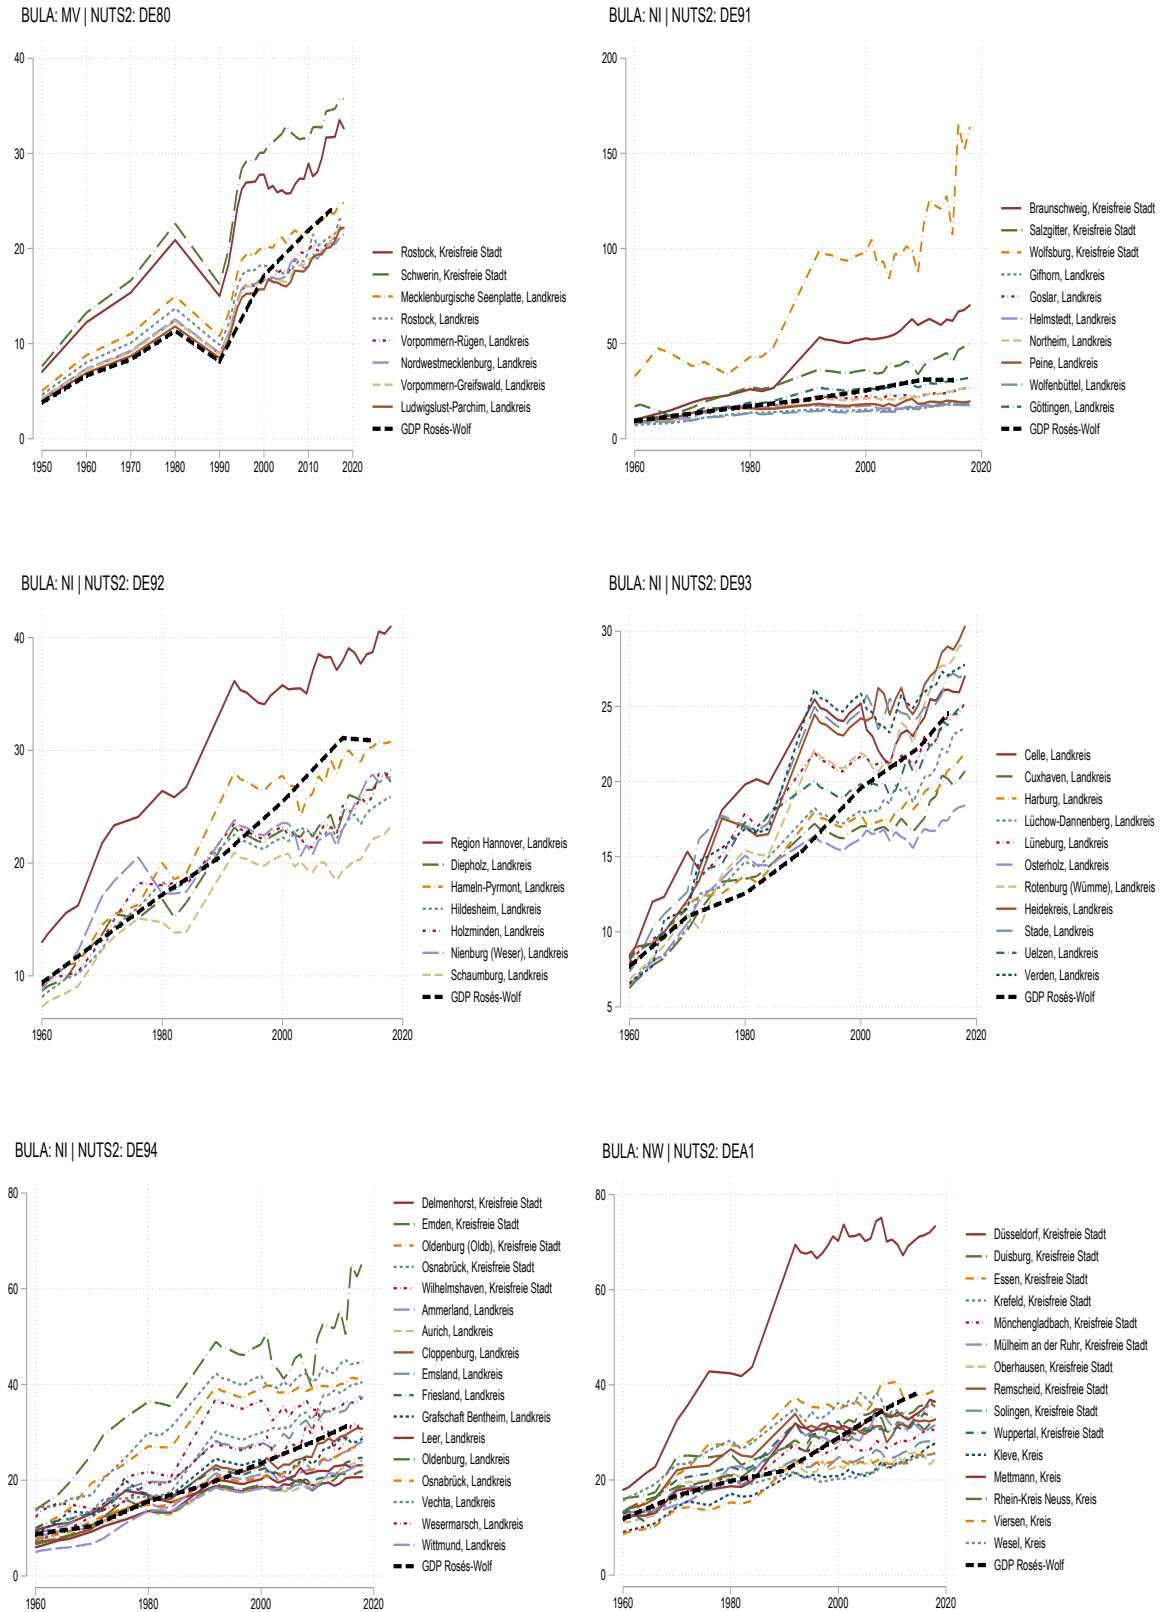 BULA: MV | NUTS2: DE80
40
30
20
10
0
1950 1960 1970 1980 1990 2000 2010 2020
Rostock, Kreisfreie Stadt
Schwerin, Kreisfreie Stadt
Mecklenburgische Seenplatte, Landkreis
Rostock, Landkreis
Vorpommern-Rügen, Landkreis
Nordwestmecklenburg, Landkreis
Vorpommern-Greifswald, Landkreis
Ludwigslust-Parchim, Landkreis
GDP Rosés-Wolf
BULA: NI | NUTS2: DE91
200
150
100
50
0
1960 1980 2000 2020
Braunschweig, Kreisfreie Stadt
Salzgitter, Kreisfreie Stadt
Wolfsburg, Kreisfreie Stadt
Gifhorn, Landkreis
Goslar, Landkreis
Helmstedt, Landkreis
Northeim, Landkreis
Peine, Landkreis
Wolfenbüttel, Landkreis
Göttingen, Landkreis
GDP Rosés-Wolf
BULA: NI | NUTS2: DE92
40
30
20
10
1960 1980 2000 2020
Region Hannover, Landkreis
Diepholz, Landkreis
Hameln-Pyrmont, Landkreis
Hildesheim, Landkreis
Holzminden, Landkreis
Nienburg (Weser), Landkreis
Schaumburg, Landkreis
GDP Rosés-Wolf
BULA: NI | NUTS2: DE93
30
25
20
15
10
5
1960 1980 2000 2020
Celle, Landkreis
Cuxhaven, Landkreis
Harburg, Landkreis
Lüchow-Dannenberg, Landkreis
Lüneburg, Landkreis
Osterholz, Landkreis
Rotenburg (Wümme), Landkreis
Heidekreis, Landkreis
Stade, Landkreis
Uelzen, Landkreis
Verden, Landkreis
GDP Rosés-Wolf
BULA: NI | NUTS2: DE94
80
60
40
20
0
1960 1980 2000 2020
Delmenhorst, Kreisfreie Stadt
Emden, Kreisfreie Stadt
Oldenburg (Oldb), Kreisfreie Stadt
Osnabrück, Kreisfreie Stadt
Wilhelmshaven, Kreisfreie Stadt
Ammerland, Landkreis
Aurich, Landkreis
Cloppenburg, Landkreis
Emsland, Landkreis
Friesland, Landkreis
Grafschaft Bentheim, Landkreis
Leer, Landkreis
Oldenburg, Landkreis
Osnabrück, Landkreis
Vechta, Landkreis
Wesermarsch, Landkreis
Wittmund, Landkreis
GDP Rosés-Wolf
BULA: NW | NUTS2: DEA1
80
60
40
20
0
1960 1980 2000 2020
Düsseldorf, Kreisfreie Stadt
Duisburg, Kreisfreie Stadt
Essen, Kreisfreie Stadt
Krefeld, Kreisfreie Stadt
Mönchengladbach, Kreisfreie Stadt
Mülheim an der Ruhr, Kreisfreie Stadt
Oberhausen, Kreisfreie Stadt
Remscheid, Kreisfreie Stadt
Solingen, Kreisfreie Stadt
Wuppertal, Kreisfreie Stadt
Kleve, Kreis
Mettmann, Kreis
Rhein-Kreis Neuss, Kreis
Viersen, Kreis
Wesel, Kreis
GDP Rosés-Wolf